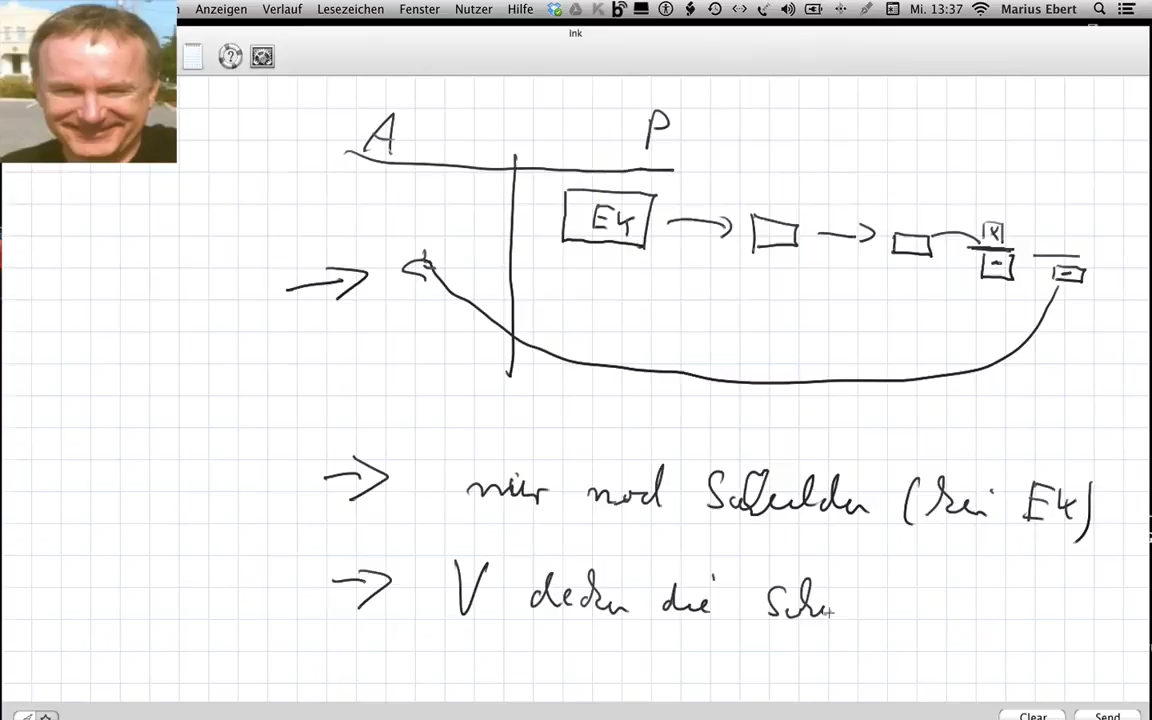 Anzeigen Verlauf Lesezeichen Fenster Nutzer Hilfe Mi. 13:37 Marius Ebert
Ink
A P
EK
-
-
nur noch Schulden (kein EK)
V decken die Sch
Clear Send